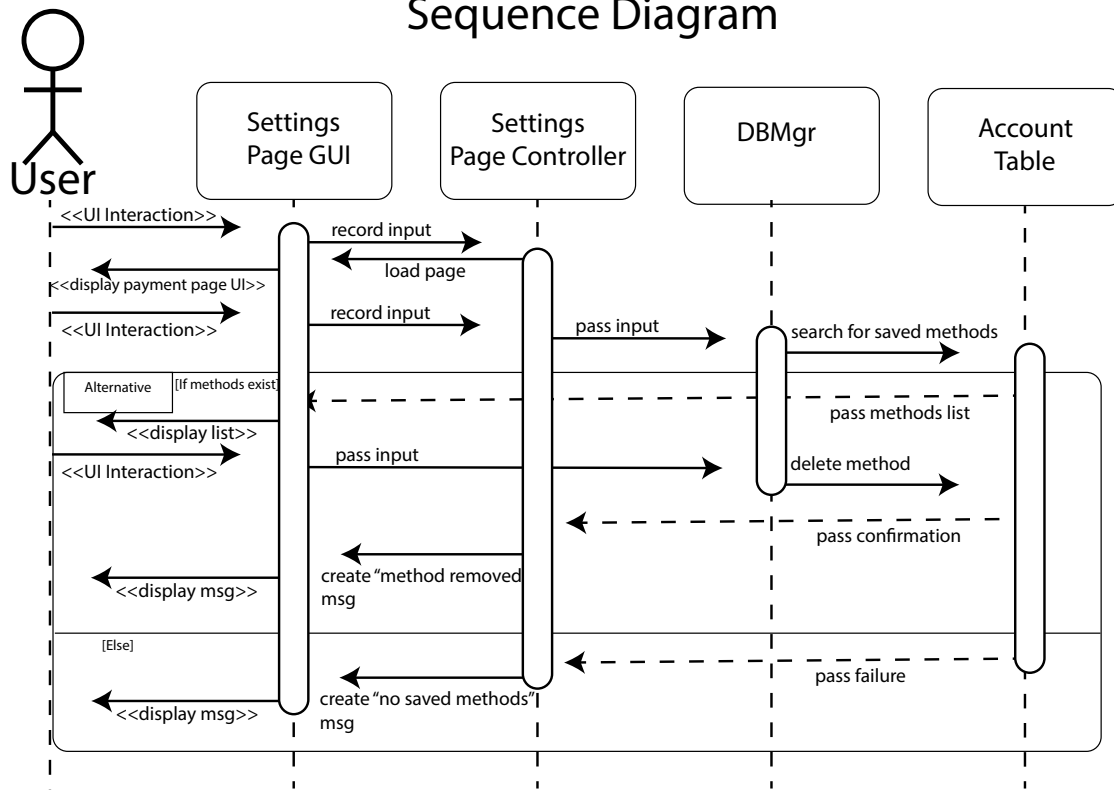 Sequence Diagram
User
Settings
Page GUI
Settings
Page Controller
DBMgr
Account
Table
<<UI Interaction>>
record input
load page
<<display payment page UI>>
<<UI Interaction>>
record input
pass input
search for saved methods
Alternative
[If methods exist]
pass methods list
<<display list>>
<<UI Interaction>>
pass input
delete method
pass confirmation
create “method removed
msg
<<display msg>>
[Else]
pass failure
create “no saved methods”
msg
<<display msg>>